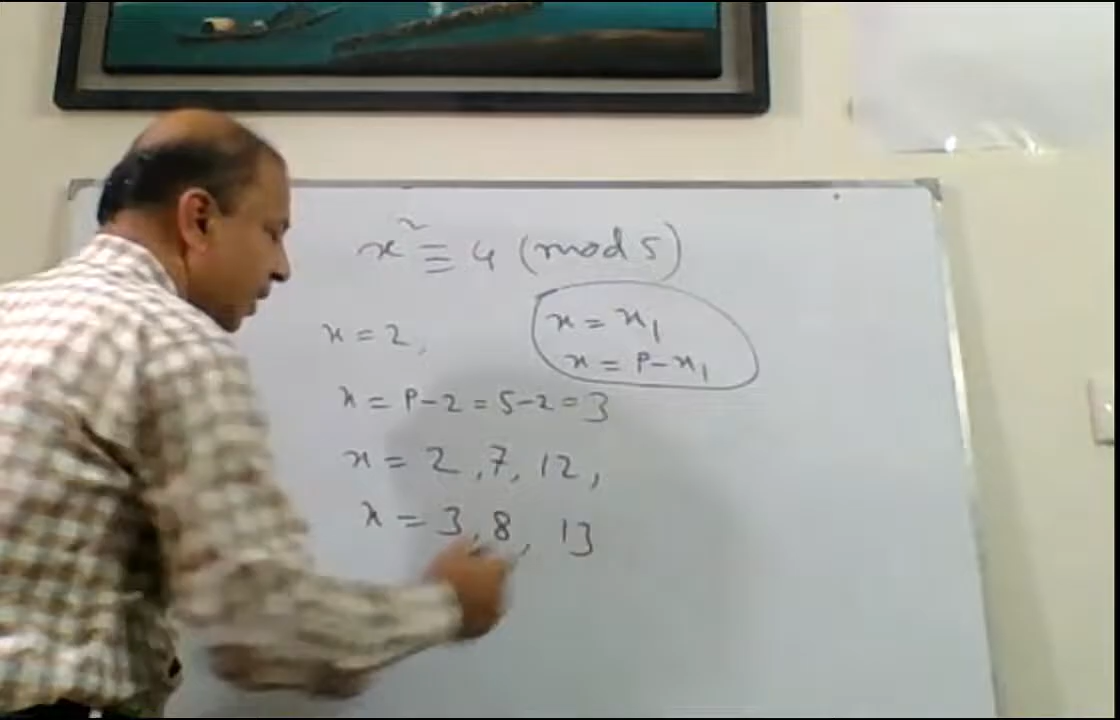 x² ≡ 4 (mod 5)
x = x₁
x = P - x₁
x = 2,
x = P - 2 = 5 - 2 = 3
x = 2, 7, 12,
x = 3, 8, 13